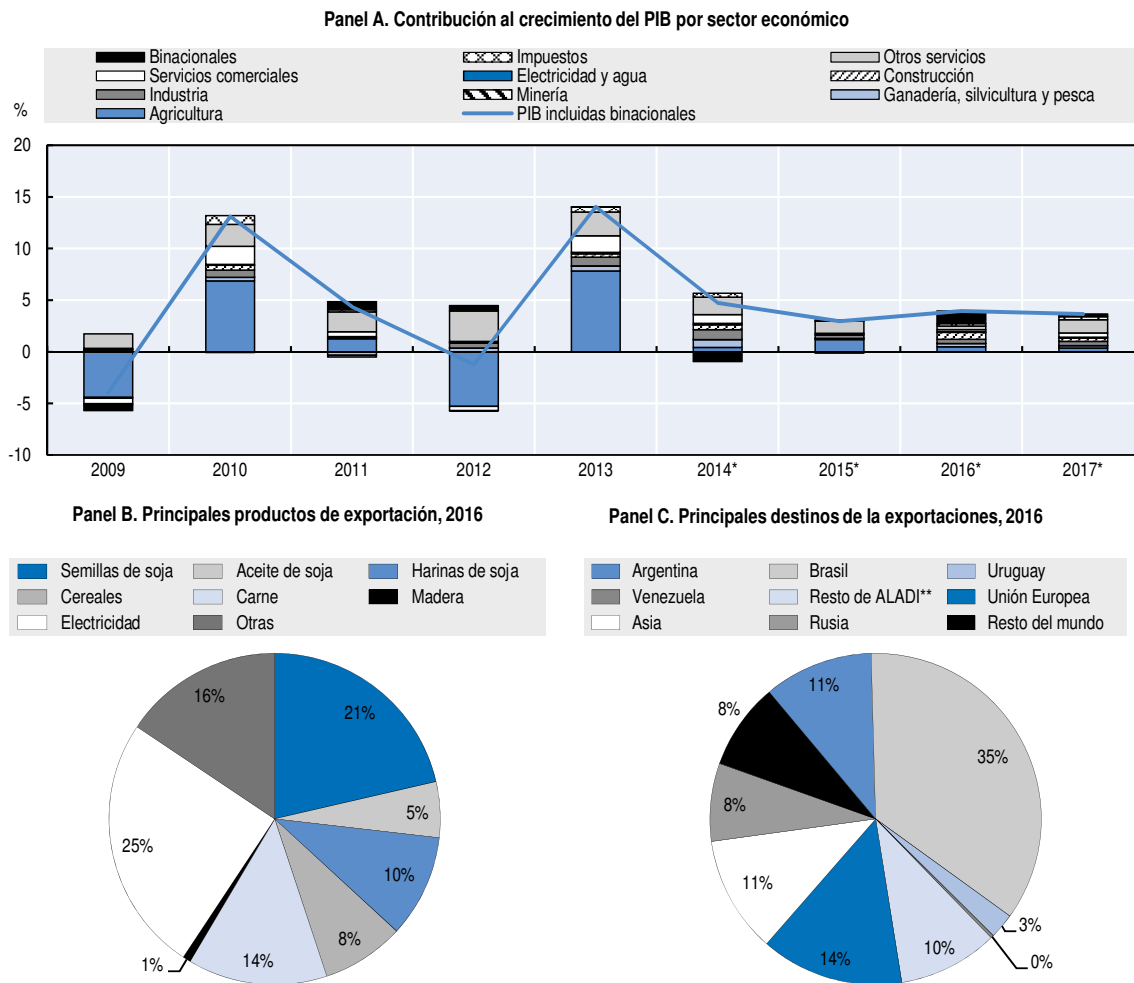 Panel A. Contribución al crecimiento del PIB por sector económico
Binacionales Impuestos Otros servicios
Servicios comerciales Electricidad y agua Construcción
Industria Minería Ganadería, silvicultura y pesca
Agricultura PIB incluidas binacionales
%
20
15
10
5
0
-5
-10
2009 2010 2011 2012 2013 2014* 2015* 2016* 2017*
Panel B. Principales productos de exportación, 2016
Semillas de soja Aceite de soja Harinas de soja
Cereales Carne Madera
Electricidad Otras
21%
5%
10%
8%
14%
1%
25%
16%
Panel C. Principales destinos de la exportaciones, 2016
Argentina Brasil Uruguay
Venezuela Resto de ALADI** Unión Europea
Asia Rusia Resto del mundo
11%
35%
3%
0%
10%
14%
11%
8%
8%